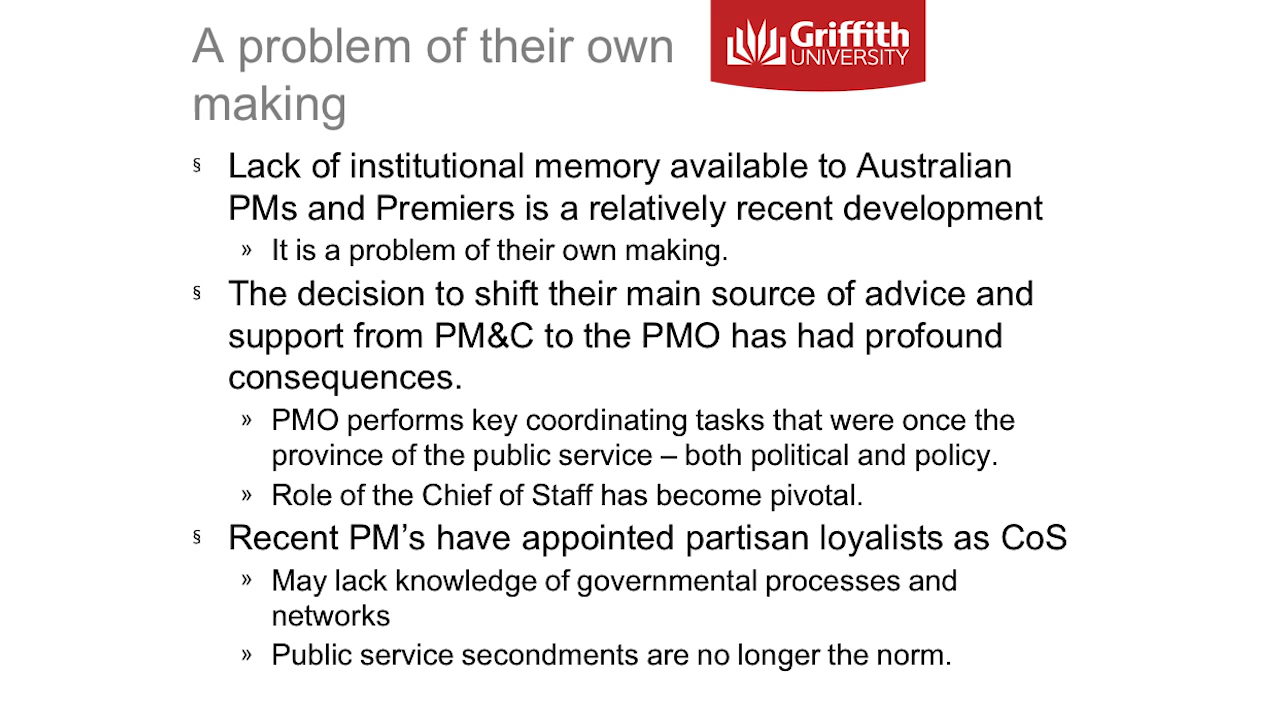 A problem of their own
making
Griffith
UNIVERSITY
§ Lack of institutional memory available to Australian
PMs and Premiers is a relatively recent development
» It is a problem of their own making.
§ The decision to shift their main source of advice and
support from PM&C to the PMO has had profound
consequences.
» PMO performs key coordinating tasks that were once the
province of the public service – both political and policy.
» Role of the Chief of Staff has become pivotal.
§ Recent PM’s have appointed partisan loyalists as CoS
» May lack knowledge of governmental processes and
networks
» Public service secondments are no longer the norm.